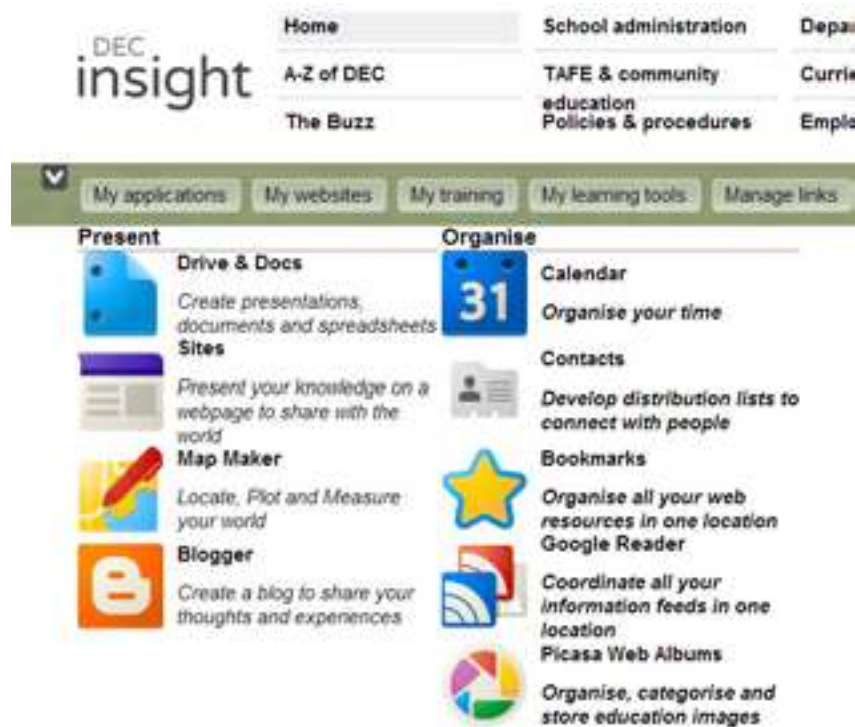 DEC
insight
Home
School administration
A-Z of DEC
TAFE & community
education
The Buzz
Policies & procedures
My applications
My websites
My training
My learning tools
Manage links
Present
Drive & Docs
Create presentations,
documents and spreadsheets
Sites
Present your knowledge on a
webpage to share with the
world
Map Maker
Locate, Plot and Measure
your world
Blogger
Create a blog to share your
thoughts and experiences
Organise
31
Calendar
Organise your time
Contacts
Develop distribution lists to
connect with people
Bookmarks
Organise all your web
resources in one location
Google Reader
Coordinate all your
information feeds in one
location
Picasa Web Albums
Organise, categorise and
store education images